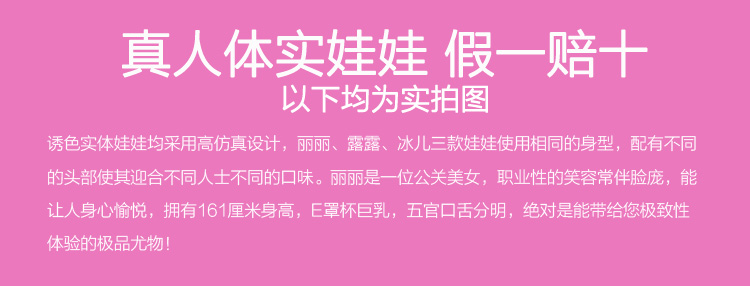 真人体实娃娃 假一赔十
以下均为实拍图
诱色实体娃娃均采用高仿真设计，丽丽、露露、冰儿三款娃娃使用相同的身型，配有不同
的头部使其迎合不同人士不同的口味。丽丽是一位公关美女，职业性的笑容常伴脸庞，能
让人身心愉悦，拥有161厘米身高，E罩杯巨乳，五官口舌分明，绝对是能带给您极致性
体验的极品尤物！